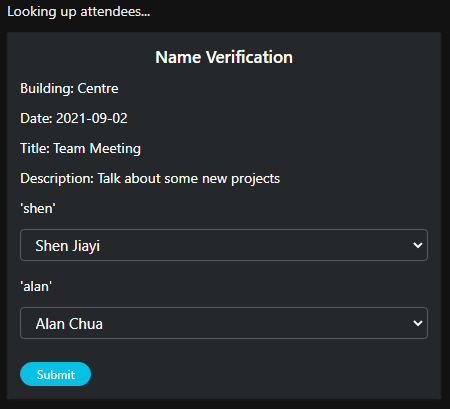 Looking up attendees...
Name Verification
Building: Centre
Date: 2021-09-02
Title: Team Meeting
Description: Talk about some new projects
'shen'
Shen Jiayi
'alan'
Alan Chua
Submit